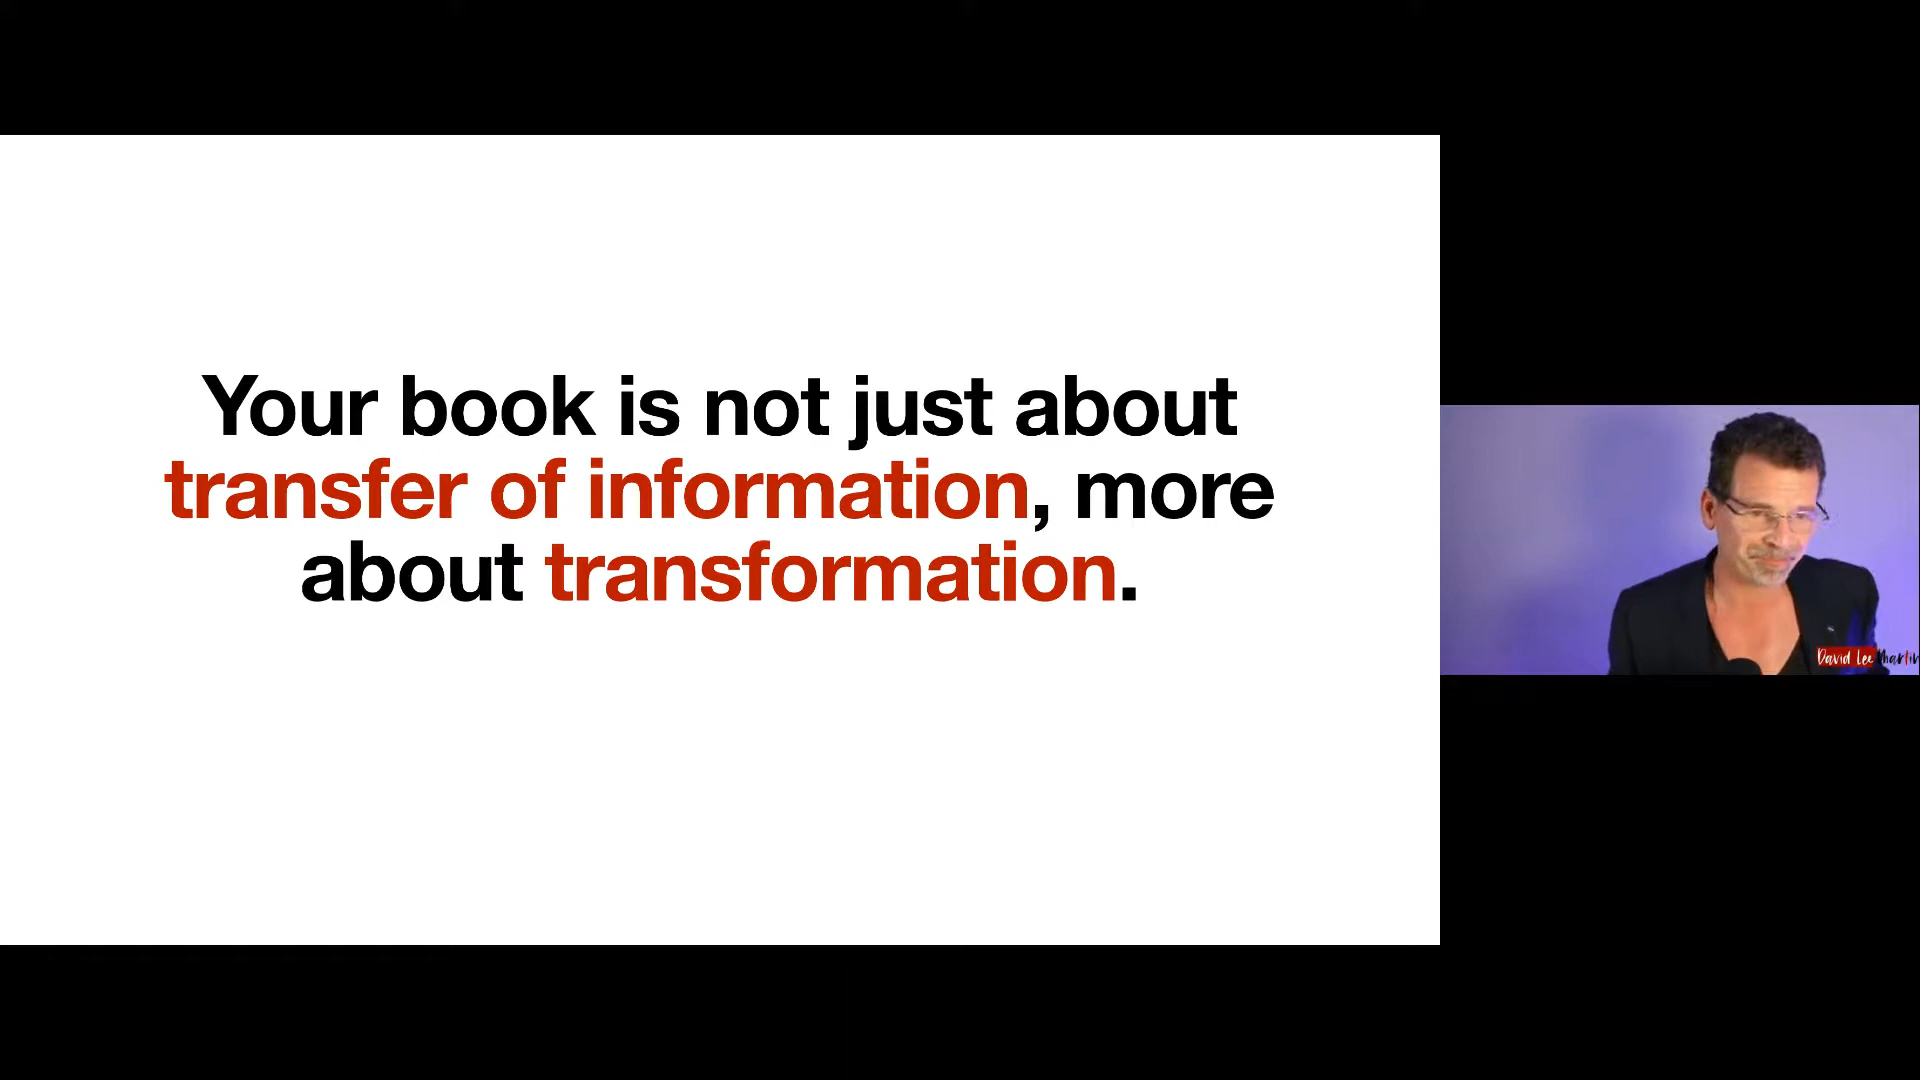 Your book is not just about
transfer of information, more
about transformation.
David Lee Martin